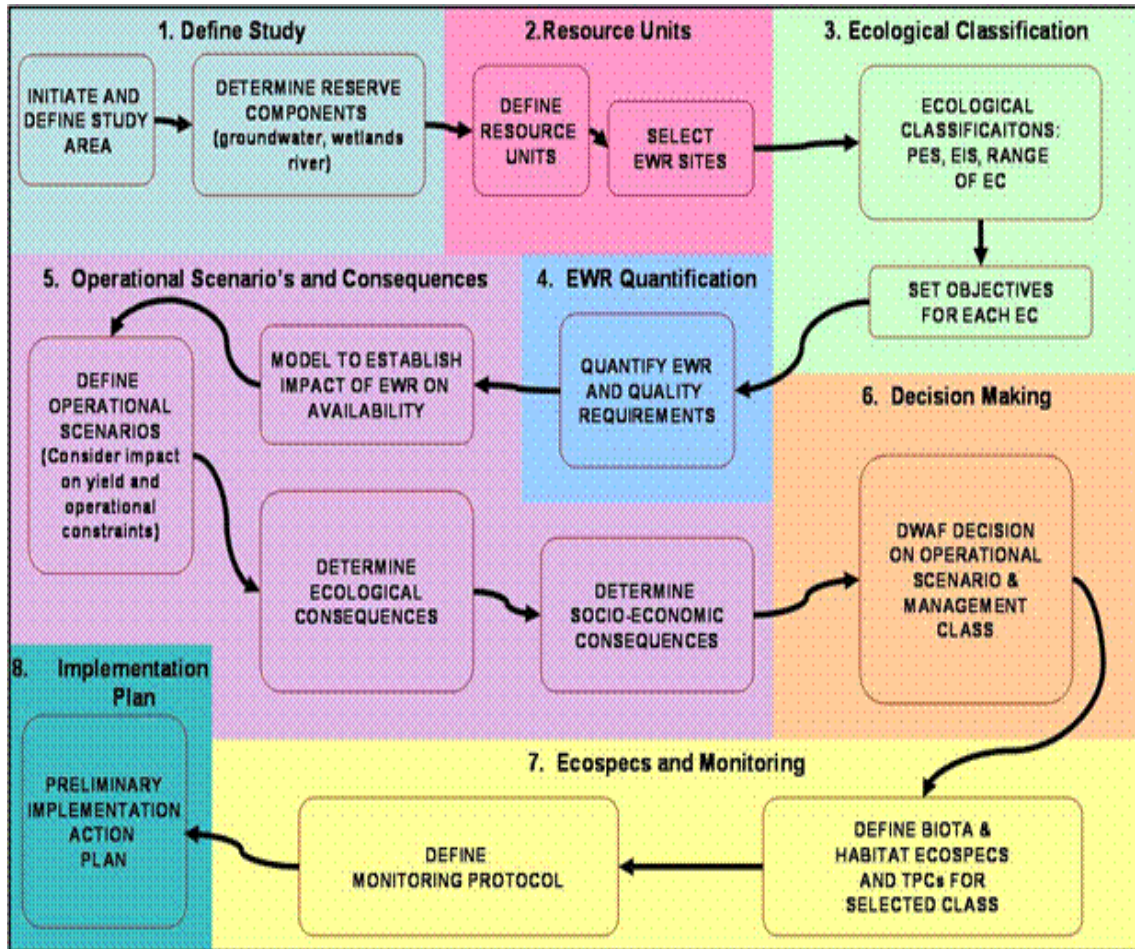 1. Define Study
INITIATE AND
DEFINE STUDY
AREA
DETERMINE RESERVE
COMPONENTS
(groundwater, wetlands
river)
2.Resource Units
DEFINE
RESOURCE
UNITS
SELECT
EWR SITES
3. Ecological Classification
ECOLOGICAL
CLASSIFICAITONS:
PES, EIS, RANGE
OF EC
SET OBJECTIVES
FOR EACH EC
4. EWR Quantification
QUANTIFY EWR
AND QUALITY
REQUIREMENTS
5. Operational Scenario's and Consequences
MODEL TO ESTABLISH
IMPACT OF EWR ON
AVAILABILITY
DEFINE
OPERATIONAL
SCENARIOS
(Consider impact
on yield and
operational
constraints)
DETERMINE
ECOLOGICAL
CONSEQUENCES
DETERMINE
SOCIO-ECONOMIC
CONSEQUENCES
6. Decision Making
DWAF DECISION
ON OPERATIONAL
SCENARIO &
MANAGEMENT
CLASS
7. Ecospecs and Monitoring
DEFINE BIOTA &
HABITAT ECOSPECS
AND TPCs FOR
SELECTED CLASS
DEFINE
MONITORING PROTOCOL
8. Implementation
Plan
PRELIMINARY
IMPLEMENTATION
ACTION
PLAN